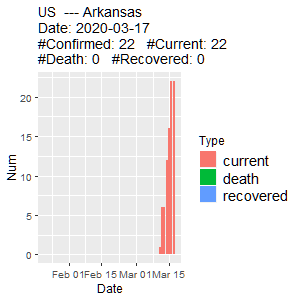 US --- Arkansas
Date: 2020-03-17
#Confirmed: 22 #Current: 22
#Death: 0 #Recovered: 0
20
15
10
5
0
Num
Feb 01 Feb 15 Mar 01 Mar 15
Date
Type
current
death
recovered